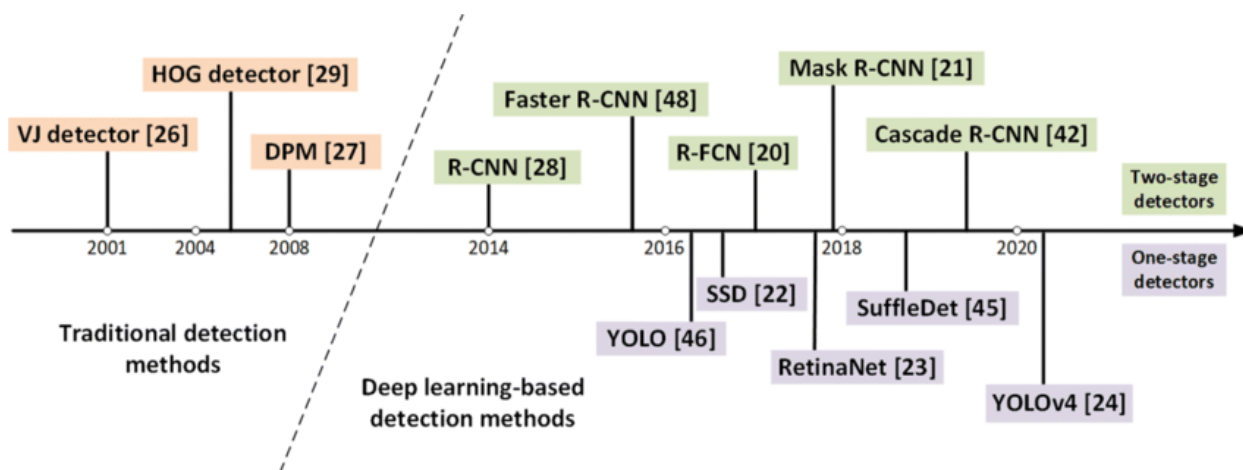 HOG detector [29]
Mask R-CNN [21]
Faster R-CNN [48]
VJ detector [26]
DPM [27]
R-CNN [28]
R-FCN [20]
Cascade R-CNN [42]
Two-stage
detectors
2001
2004
2008
2014
2016
2018
2020
One-stage
detectors
SSD [22]
SuffleDet [45]
YOLO [46]
RetinaNet [23]
YOLOv4 [24]
Traditional detection
methods
Deep learning-based
detection methods